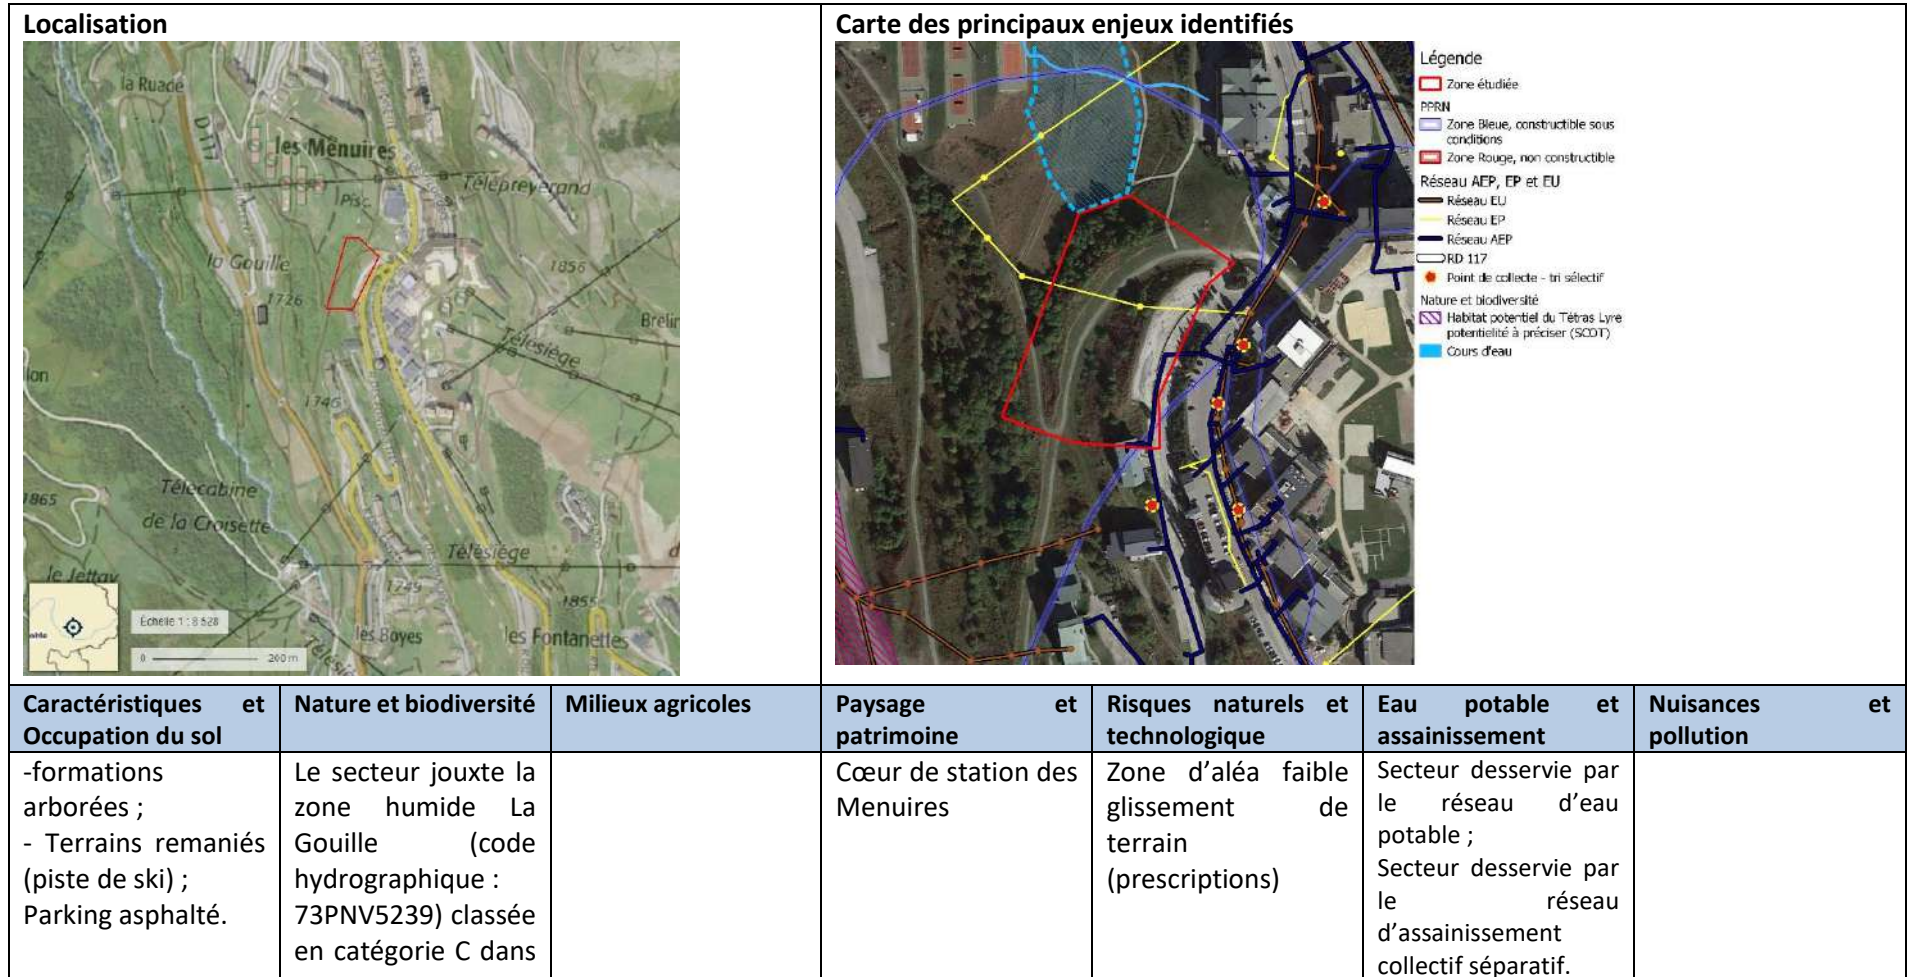 Localisation
la Ruade
D 117
les Menuires
Télépreyerand
Pisc.
la Gouille
1856
1726
Télésiège
1746
1865
Télécabine
de la Croisette
Télésiège
le Jettay
1749
1855
les Boyes
les Fontanettes
Échelle 1 : 8 528
0
200 m
Carte des principaux enjeux identifiés
Légende
Zone étudiée
PPRN
Zone Bleue, constructible sous
conditions
Zone Rouge, non constructible
Réseau AEP, EP et EU
Réseau EU
Réseau EP
Réseau AEP
RD 117
Point de collecte - tri sélectif
Nature et biodiversité
Habitat potentiel du Tétras Lyre
potentielité à préciser (SCOT)
Cours d'eau
Caractéristiques et
Occupation du sol
Nature et biodiversité
Milieux agricoles
Paysage et
patrimoine
Risques naturels et
technologique
Eau potable et
assainissement
Nuisances et
pollution
-formations
arborées ;
- Terrains remaniés
(piste de ski) ;
Parking asphalté.
Le secteur jouxte la
zone humide La
Gouille (code
hydrographique :
73PNV5239) classée
en catégorie C dans
Cœur de station des
Menuires
Zone d'aléa faible
glissement de
terrain
(prescriptions)
Secteur desservie par
le réseau d'eau
potable ;
Secteur desservie par
le réseau
d'assainissement
collectif séparatif.